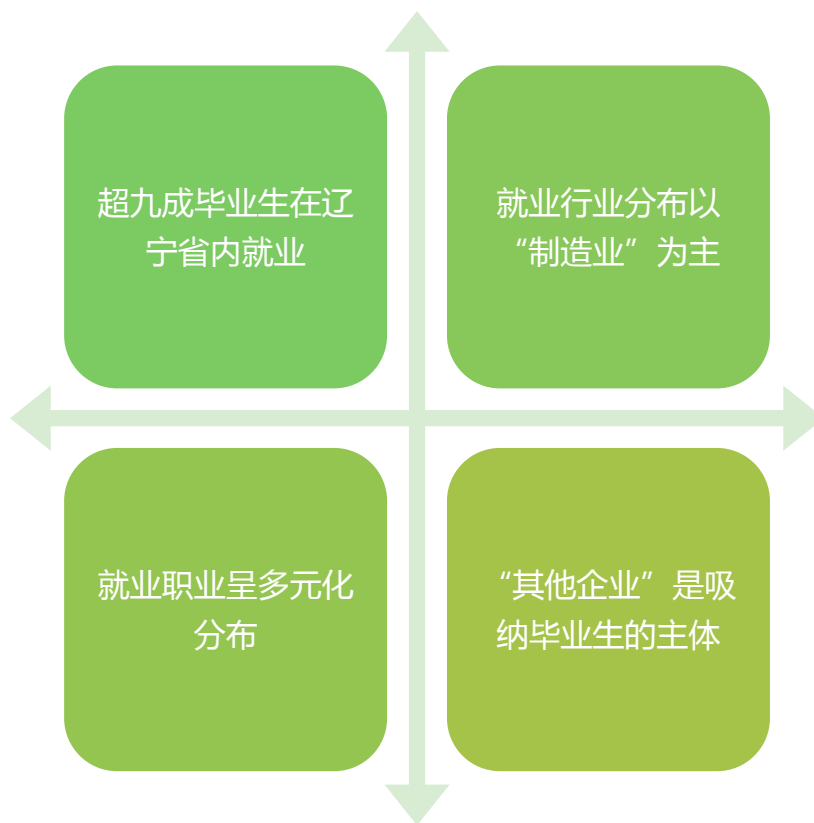 超九成毕业生在辽
宁省内就业
就业行业分布以
“制造业”为主
就业职业呈多元化
分布
“其他企业”是吸
纳毕业生的主体